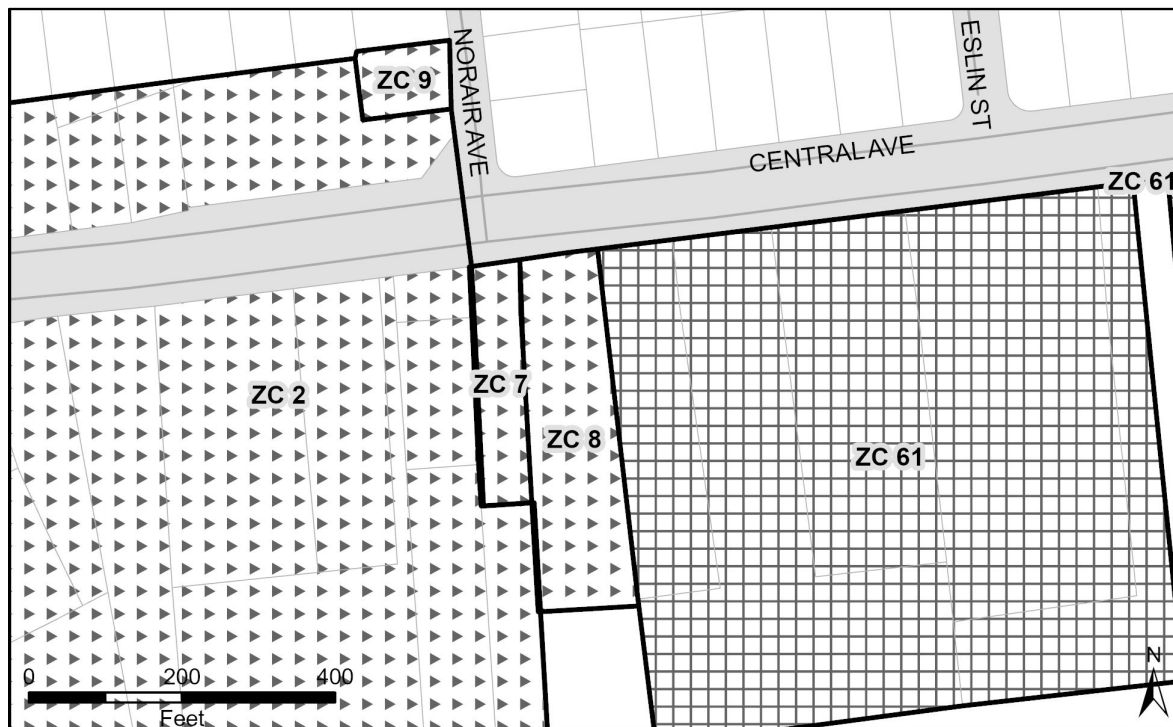 ZC 9
NORAIR AVE
ESLIN ST
CENTRAL AVE
ZC 61
ZC 2
ZC 7
ZC 8
ZC 61
0 200 400
Feet
N